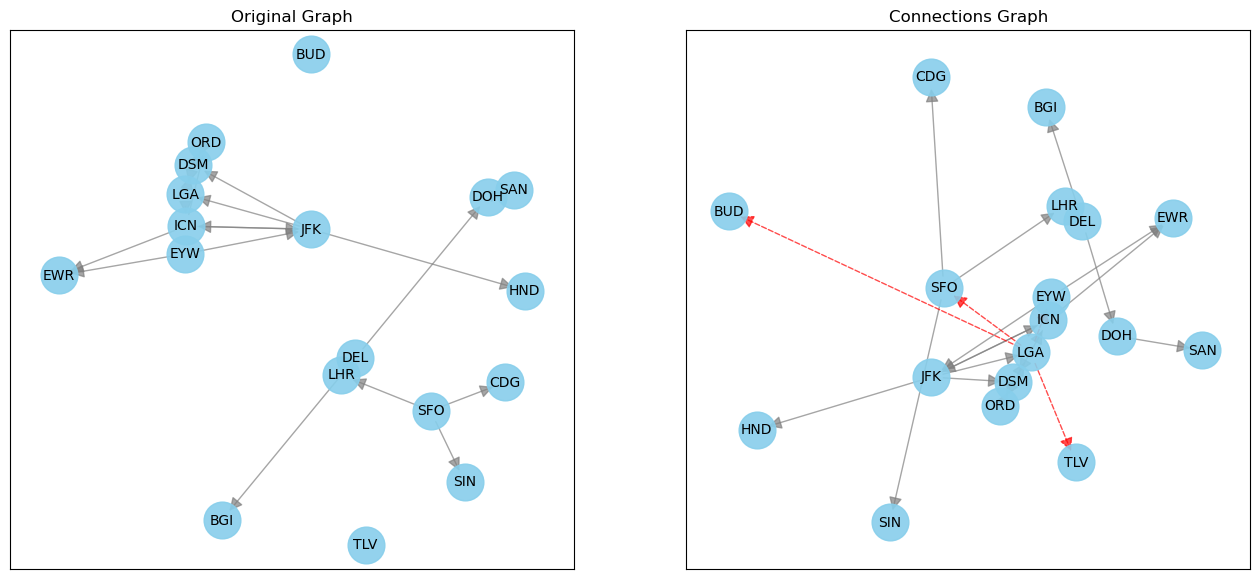 Original Graph
BUD
ORD
DSM
LGA
ICN
EYW
JFK
EWR
DOH
SAN
HND
DEL
LHR
CDG
SFO
SIN
BGI
TLV
Connections Graph
CDG
BGI
BUD
LHR
DEL
EWR
SFO
EYW
ICN
DOH
LGA
SAN
JFK
DSM
ORD
HND
TLV
SIN